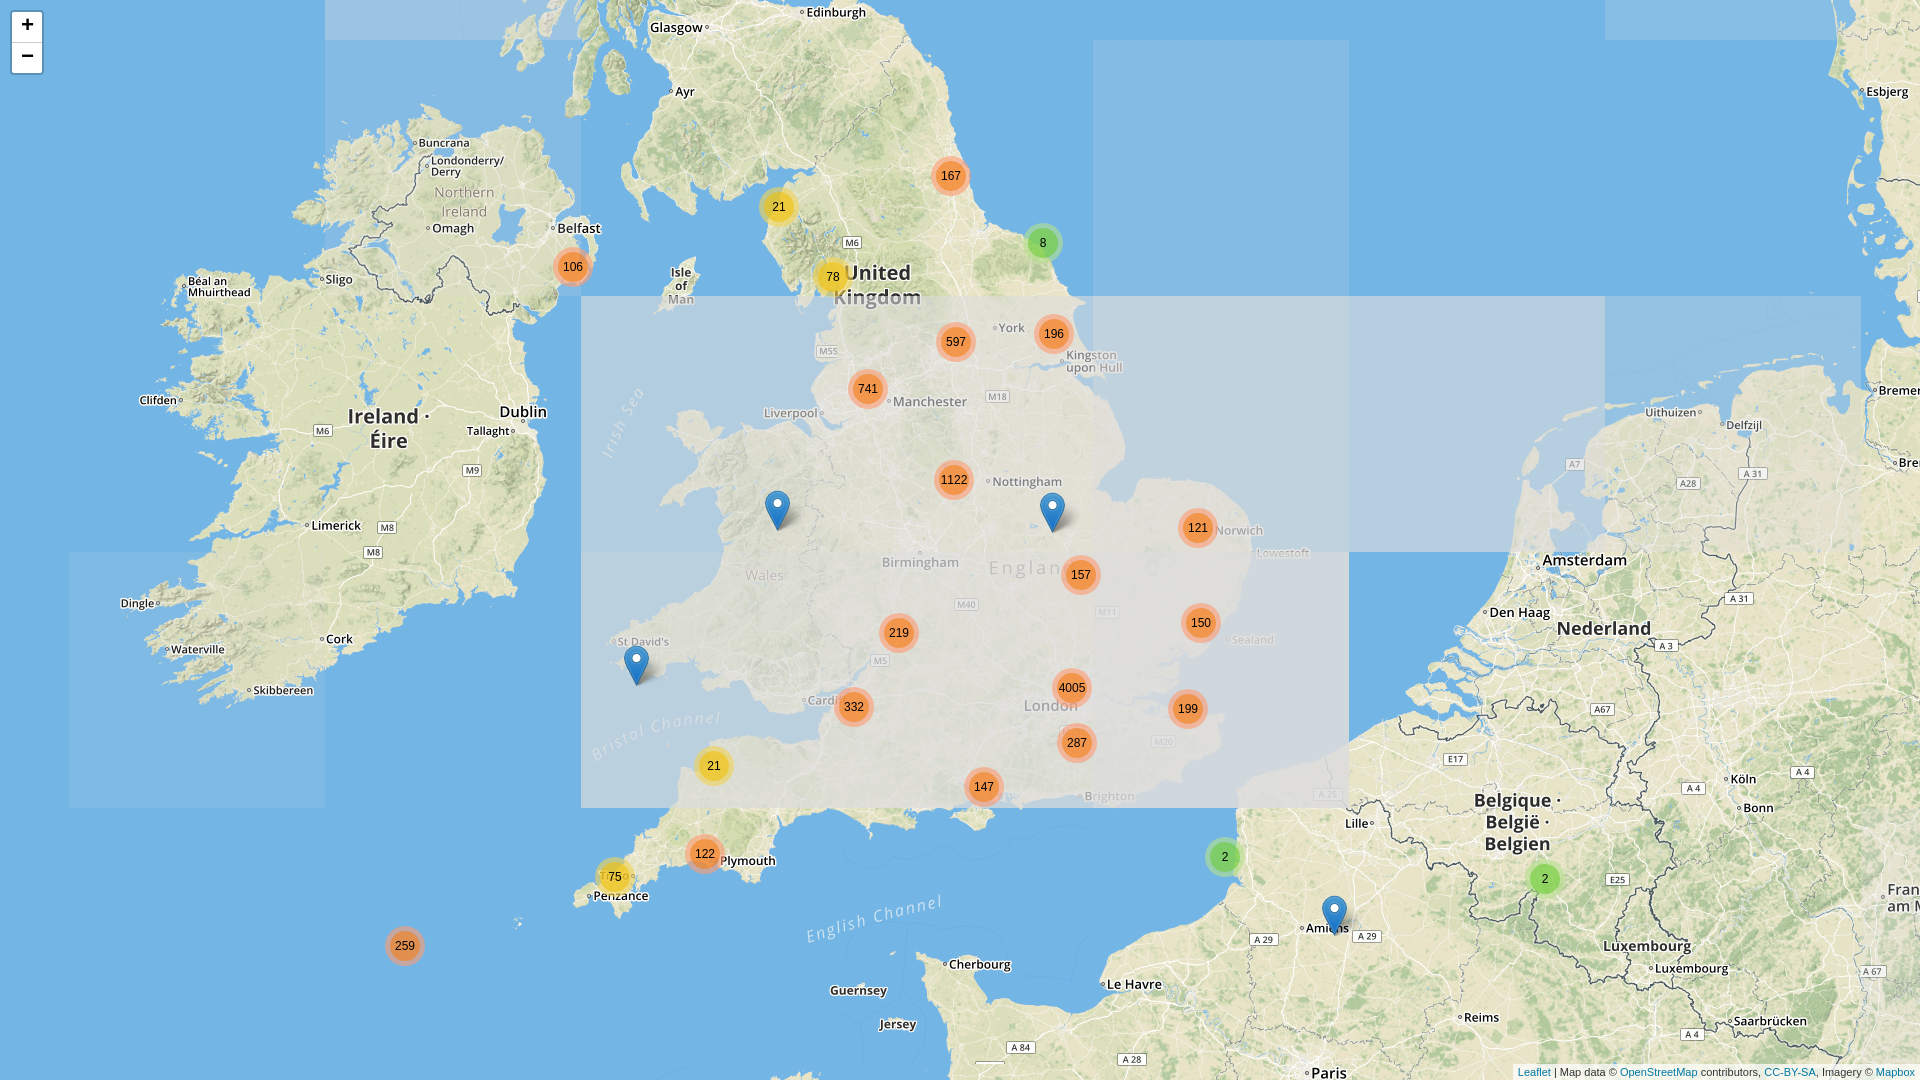 +
−
Edinburgh
Glasgow
Ayr
Esbjerg
Buncrana
Londonderry/
Derry
Northern
Ireland
Omagh
Belfast
167
21
8
M6
106
78
United
Kingdom
Isle
of
Man
Sligo
Béal an
Mhuirthead
York
196
597
M55
Kingston
upon Hull
741
Manchester
M18
Liverpool
Irish Sea
Clifden
Ireland ·
Éire
Dublin
Tallaght
M6
M9
Uithuizen
Delfzijl
Bremer
A7
A 31
A28
Bre
1122
Nottingham
121
Norwich
Lowestoft
Limerick
M8
M8
Birmingham
Wales
England
157
Amsterdam
A 31
Den Haag
Nederland
A 3
Dingle
Cork
Waterville
Skibbereen
M40
M11
150
Sealand
219
St David's
M5
4005
London
199
Cardiff
332
287
M20
Bristol Channel
A67
E17
21
147
Brighton
A 25
Köln
A 4
A 4
Bonn
Belgique ·
België ·
Belgien
Lille
122
Plymouth
75
Penzance
2
2
E25
English Channel
259
Amiens
A 29
A 29
Fran
am M
Luxembourg
Luxembourg
A 67
Cherbourg
Le Havre
Guernsey
Jersey
Reims
Saarbrücken
A 84
A 28
A 4
Paris
Leaflet | Map data © OpenStreetMap contributors, CC-BY-SA, Imagery © Mapbox